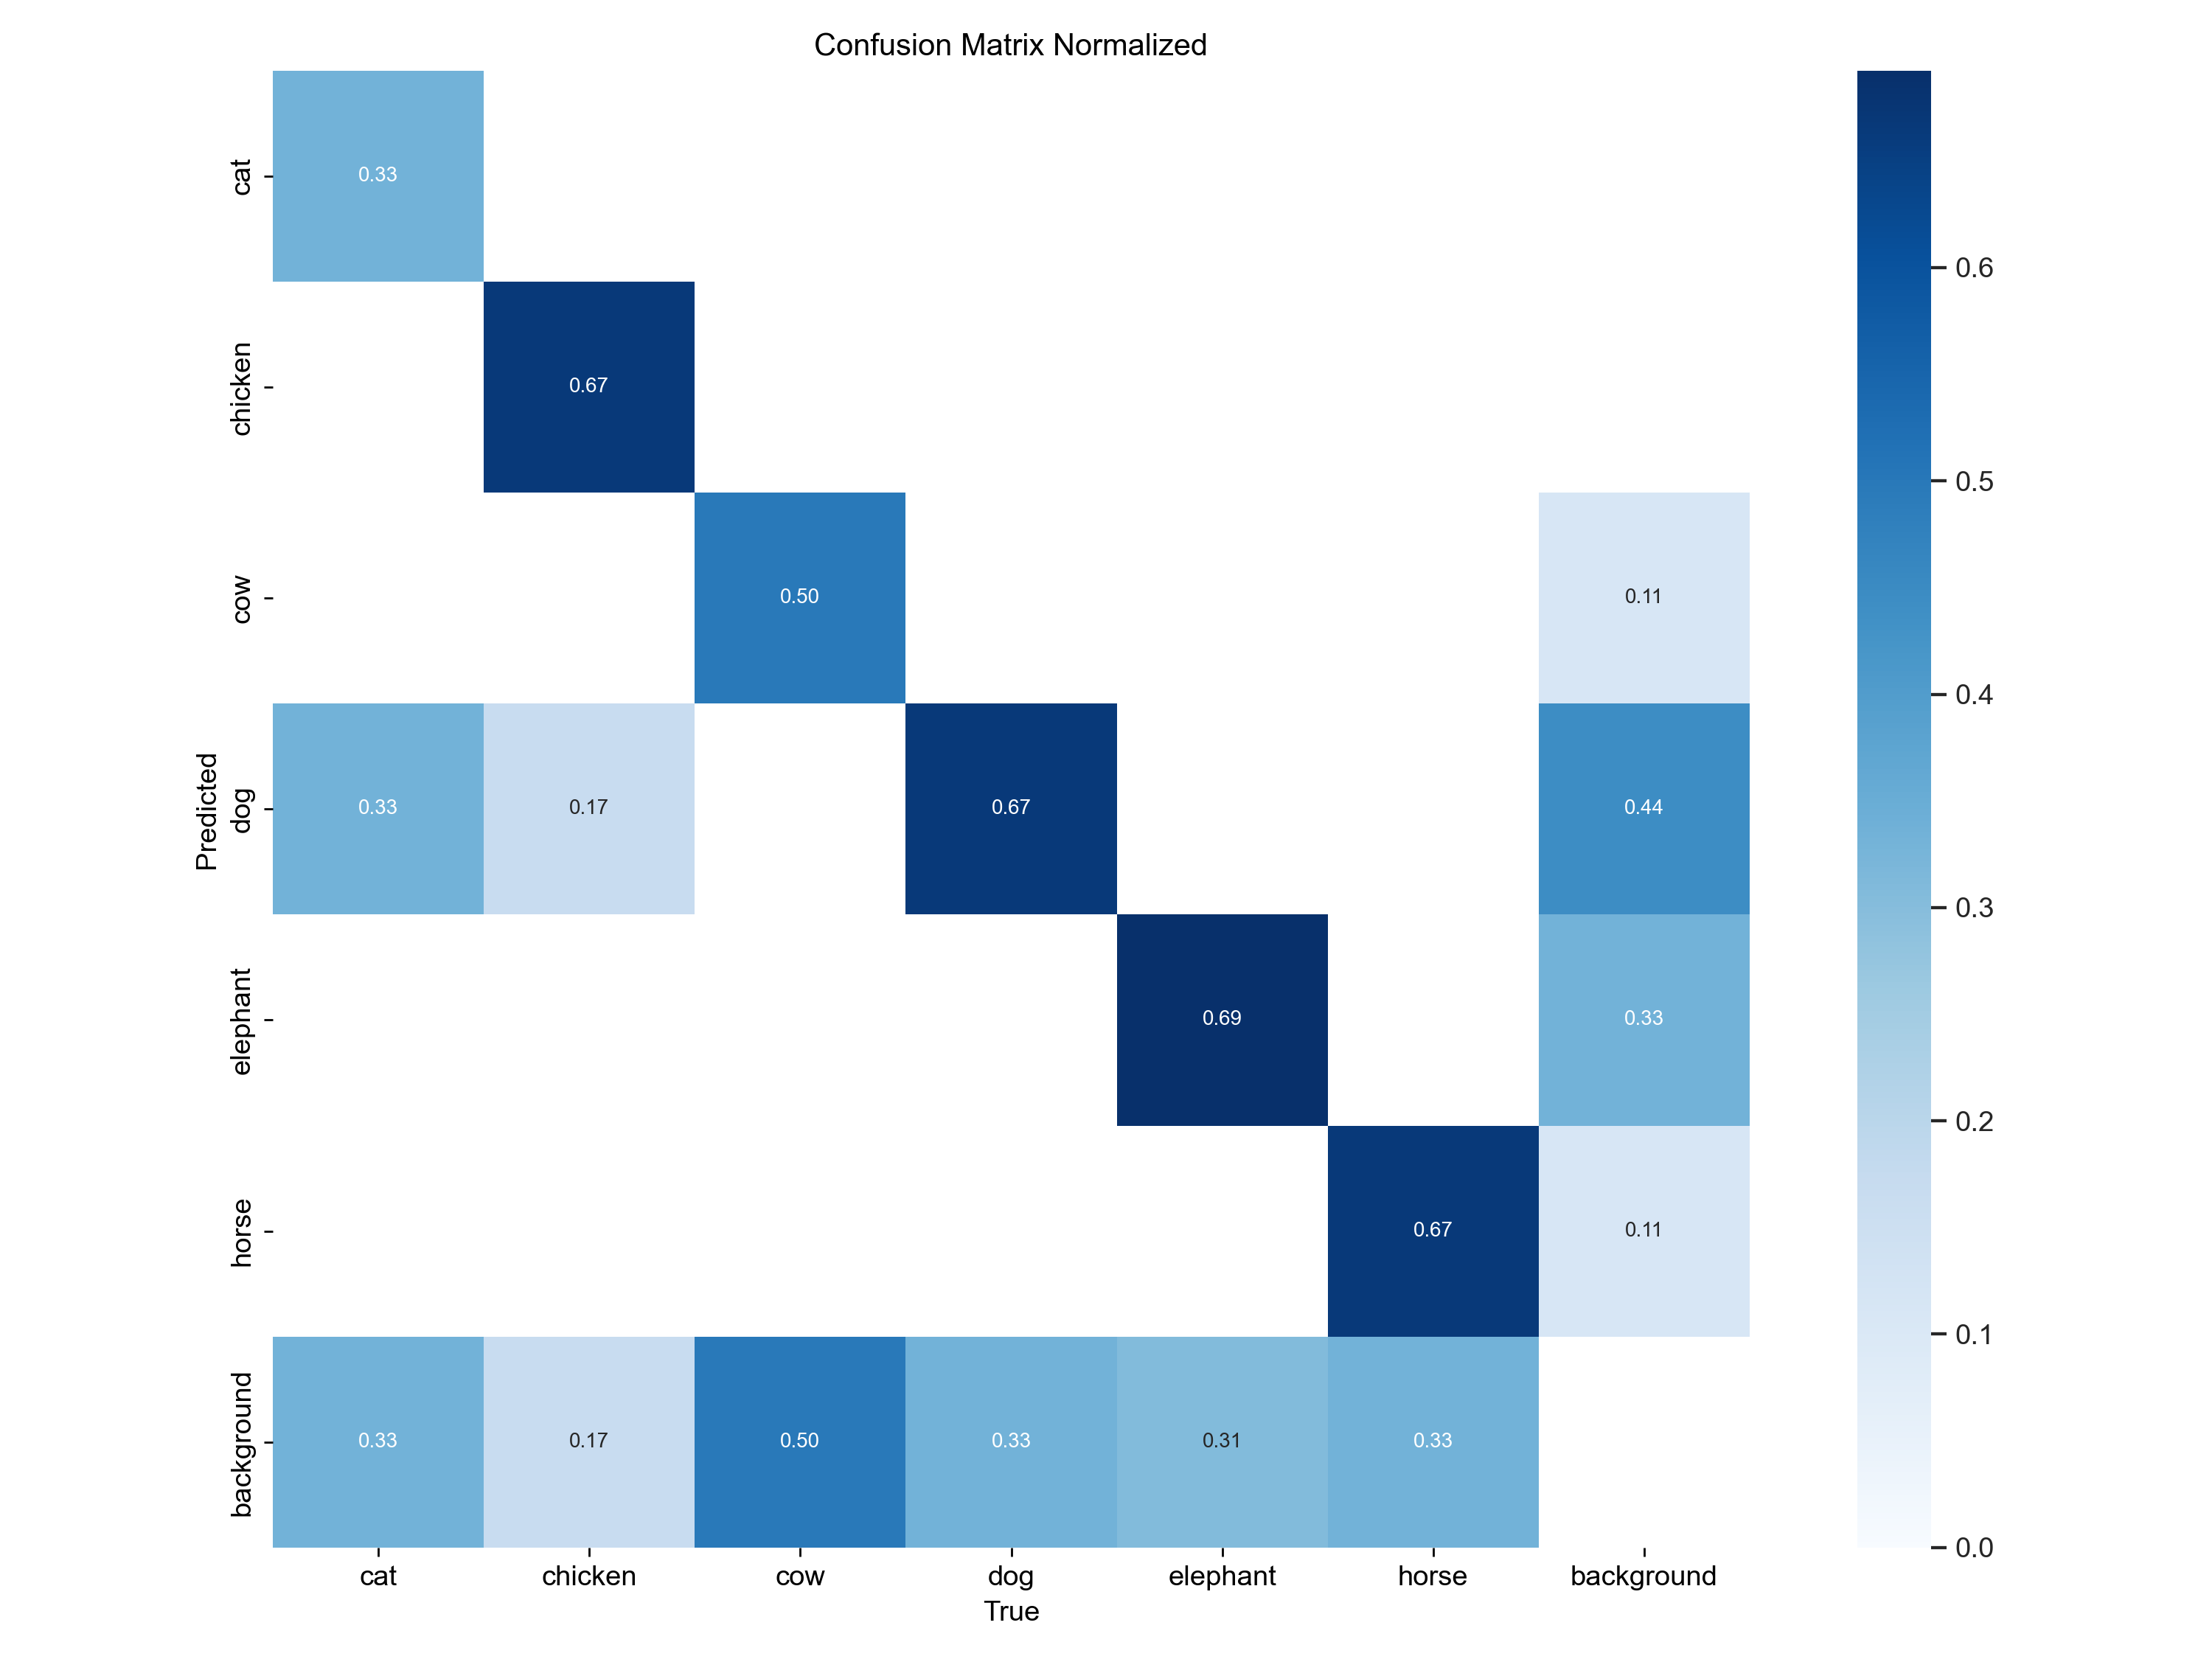 Confusion Matrix Normalized
cat
0.33
chicken
0.67
cow
0.50
0.11
Predicted
dog
0.33
0.17
0.67
0.44
elephant
0.69
0.33
horse
0.67
0.11
background
0.33
0.17
0.50
0.33
0.31
0.33
cat chicken cow dog elephant horse background
True
0.6
0.5
0.4
0.3
0.2
0.1
0.0